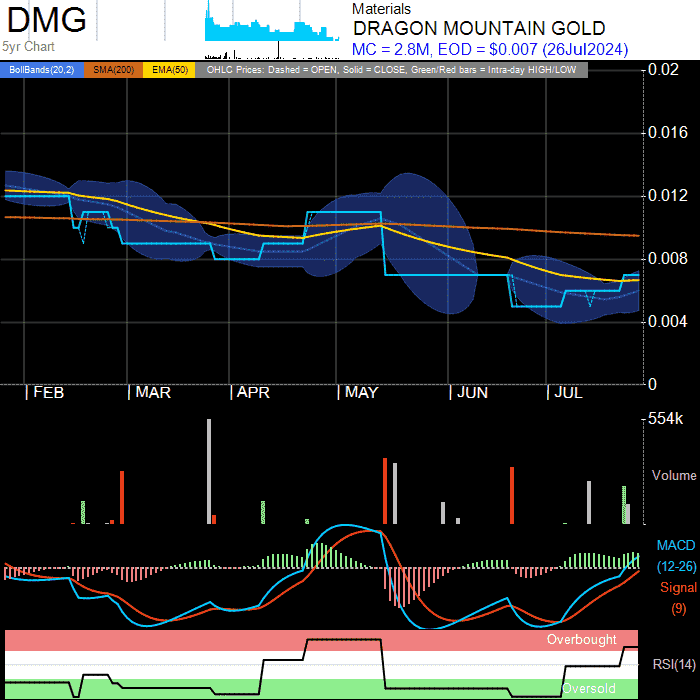 DMG
5yr Chart
Materials
DRAGON MOUNTAIN GOLD
MC = 2.8M, EOD = $0.007 (26Jul2024)
BollBands(20,2) SMA(200) EMA(50) OHLC Prices: Dashed = OPEN, Solid = CLOSE, Green/Red bars = Intra-day HIGH/LOW
0.02
0.016
0.012
0.008
0.004
0
| FEB | MAR | APR | MAY | JUN | JUL
554k
Volume
MACD
(12-26)
Signal
(9)
Overbought
RSI(14)
Oversold